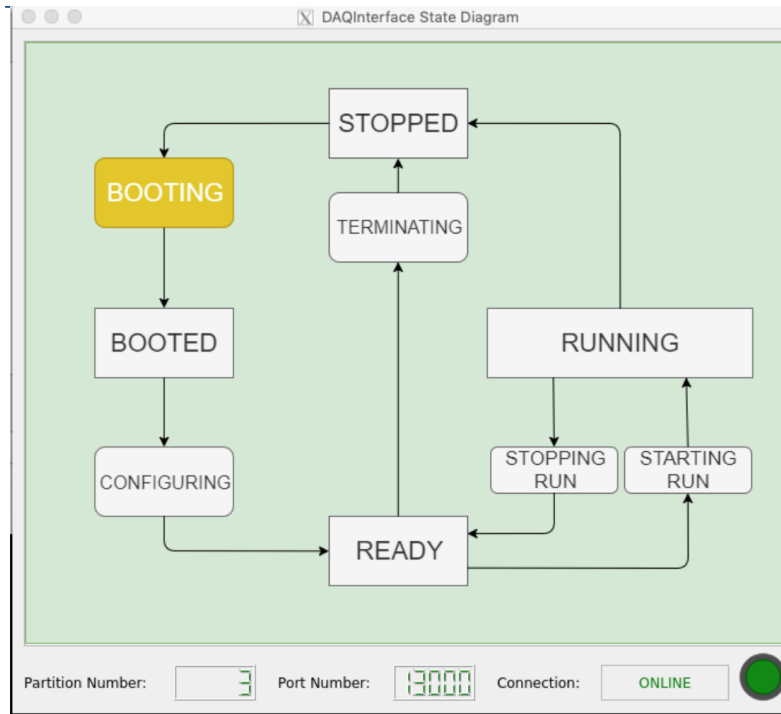 DAQInterface State Diagram
STOPPED
BOOTING
TERMINATING
BOOTED
RUNNING
CONFIGURING
STOPPING
RUN
STARTING
RUN
READY
Partition Number: 3 Port Number: 13000 Connection: ONLINE